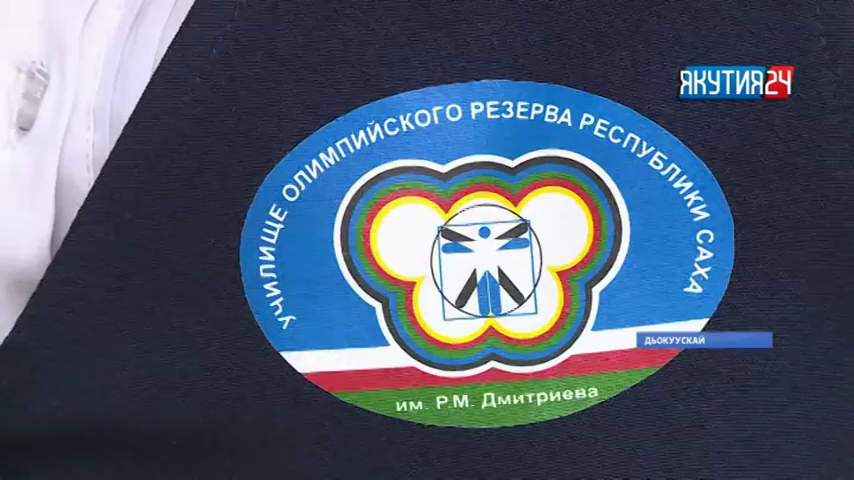 ЯКУТИЯ24
УЧИЛИЩЕ ОЛИМПИЙСКОГО РЕЗЕРВА РЕСПУБЛИКИ САХА
ДЬОКУУСКАЙ
им. Р.М. Дмитриева